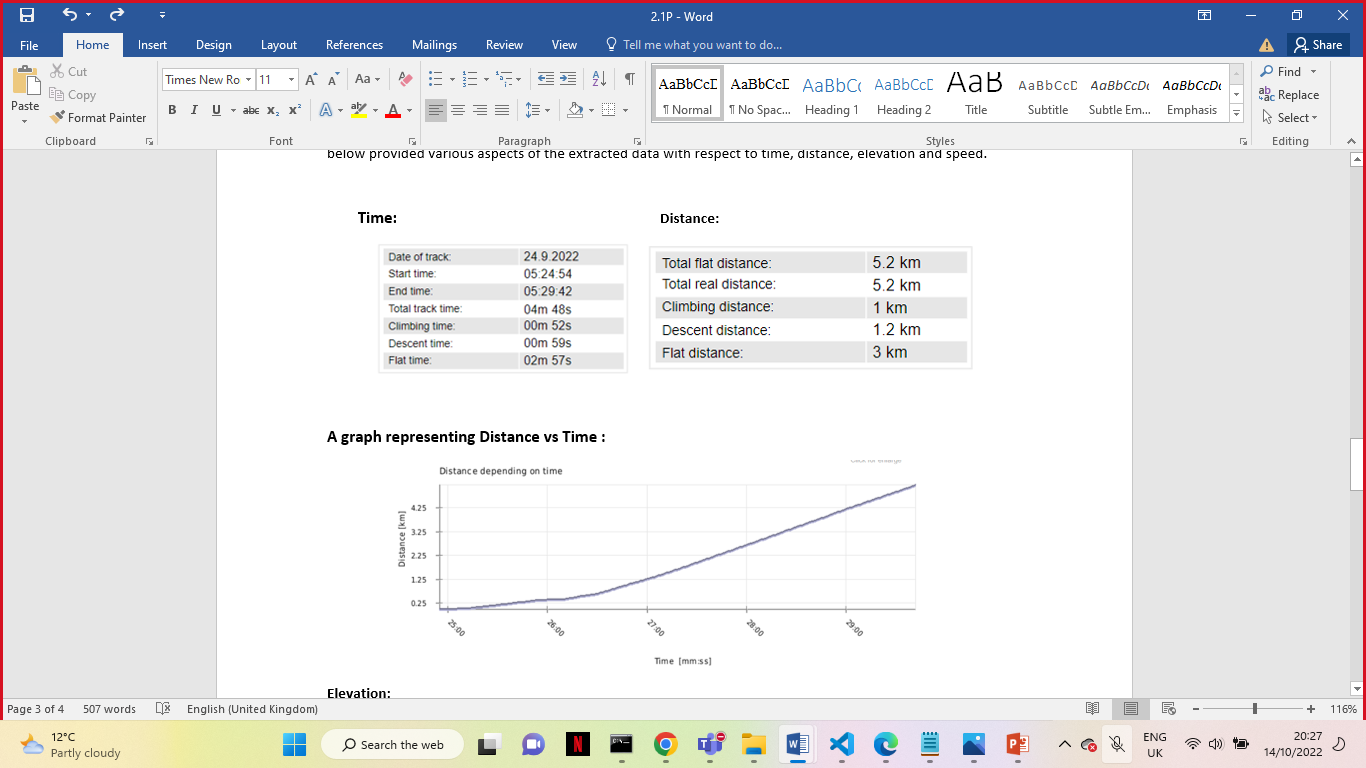 2.1P - Word
File Home Insert Design Layout References Mailings Review View Tell me what you want to do... Share
Paste Cut Copy Format Painter
Times New Ro 11
AaBbCcD AaBbCcD AaBbCc AaBbCcD AaB AaBbCcD AaBbCcDc AaBbCcDc
¶ Normal ¶ No Spac... Heading 1 Heading 2 Title Subtitle Subtle Em... Emphasis
Find Replace Select
Clipboard Font Paragraph Styles Editing
below provided various aspects of the extracted data with respect to time, distance, elevation and speed.
Time:
Date of track: 24.9.2022
Start time: 05:24:54
End time: 05:29:42
Total track time: 04m 48s
Climbing time: 00m 52s
Descent time: 00m 59s
Flat time: 02m 57s
Distance:
Total flat distance: 5.2 km
Total real distance: 5.2 km
Climbing distance: 1 km
Descent distance: 1.2 km
Flat distance: 3 km
A graph representing Distance vs Time :
Distance depending on time
Distance [km]
4.25
3.25
2.25
1.25
0.25
25:00 26:00 27:00 28:00 29:00
Time [mm:ss]
Elevation:
Page 3 of 4 507 words English (United Kingdom) 116%
12°C
Partly cloudy
Search the web
ENG
UK
20:27
14/10/2022